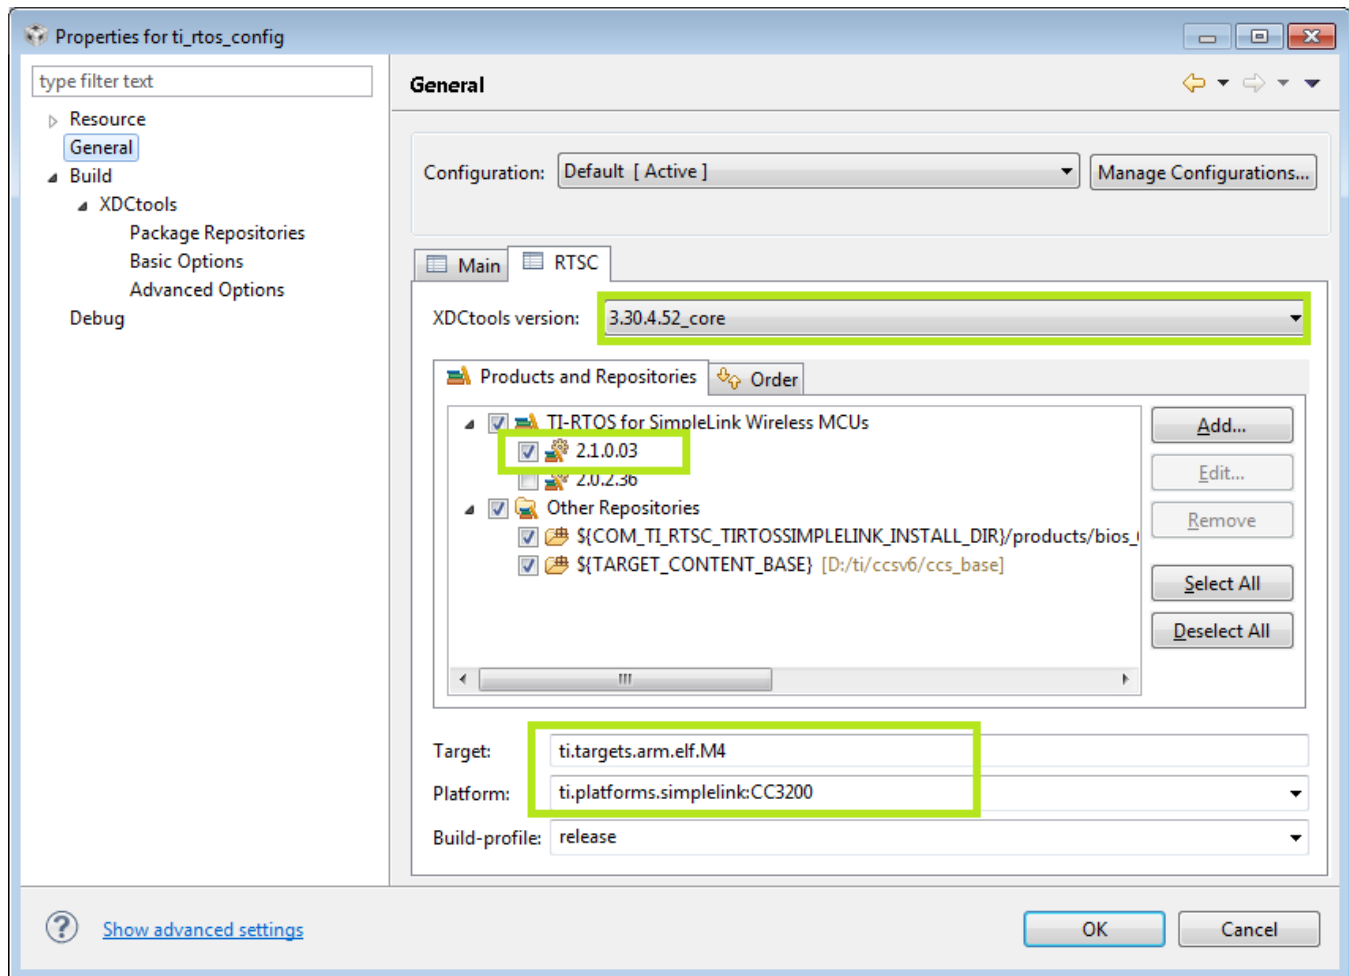 Properties for ti_rtos_config
type filter text
Resource
General
Build
XDCtools
Package Repositories
Basic Options
Advanced Options
Debug
General
Configuration: Default [ Active ] Manage Configurations...
Main RTSC
XDCtools version: 3.30.4.52_core
Products and Repositories Order
TI-RTOS for SimpleLink Wireless MCUs
2.1.0.03
2.0.2.36
Other Repositories
${COM_TI_RTSC_TIRTOSSIMPLELINK_INSTALL_DIR}/products/bios_
${TARGET_CONTENT_BASE} [D:/ti/ccsv6/ccs_base]
Add...
Edit...
Remove
Select All
Deselect All
Target: ti.targets.arm.elf.M4
Platform: ti.platforms.simplelink:CC3200
Build-profile: release
? Show advanced settings
OK Cancel